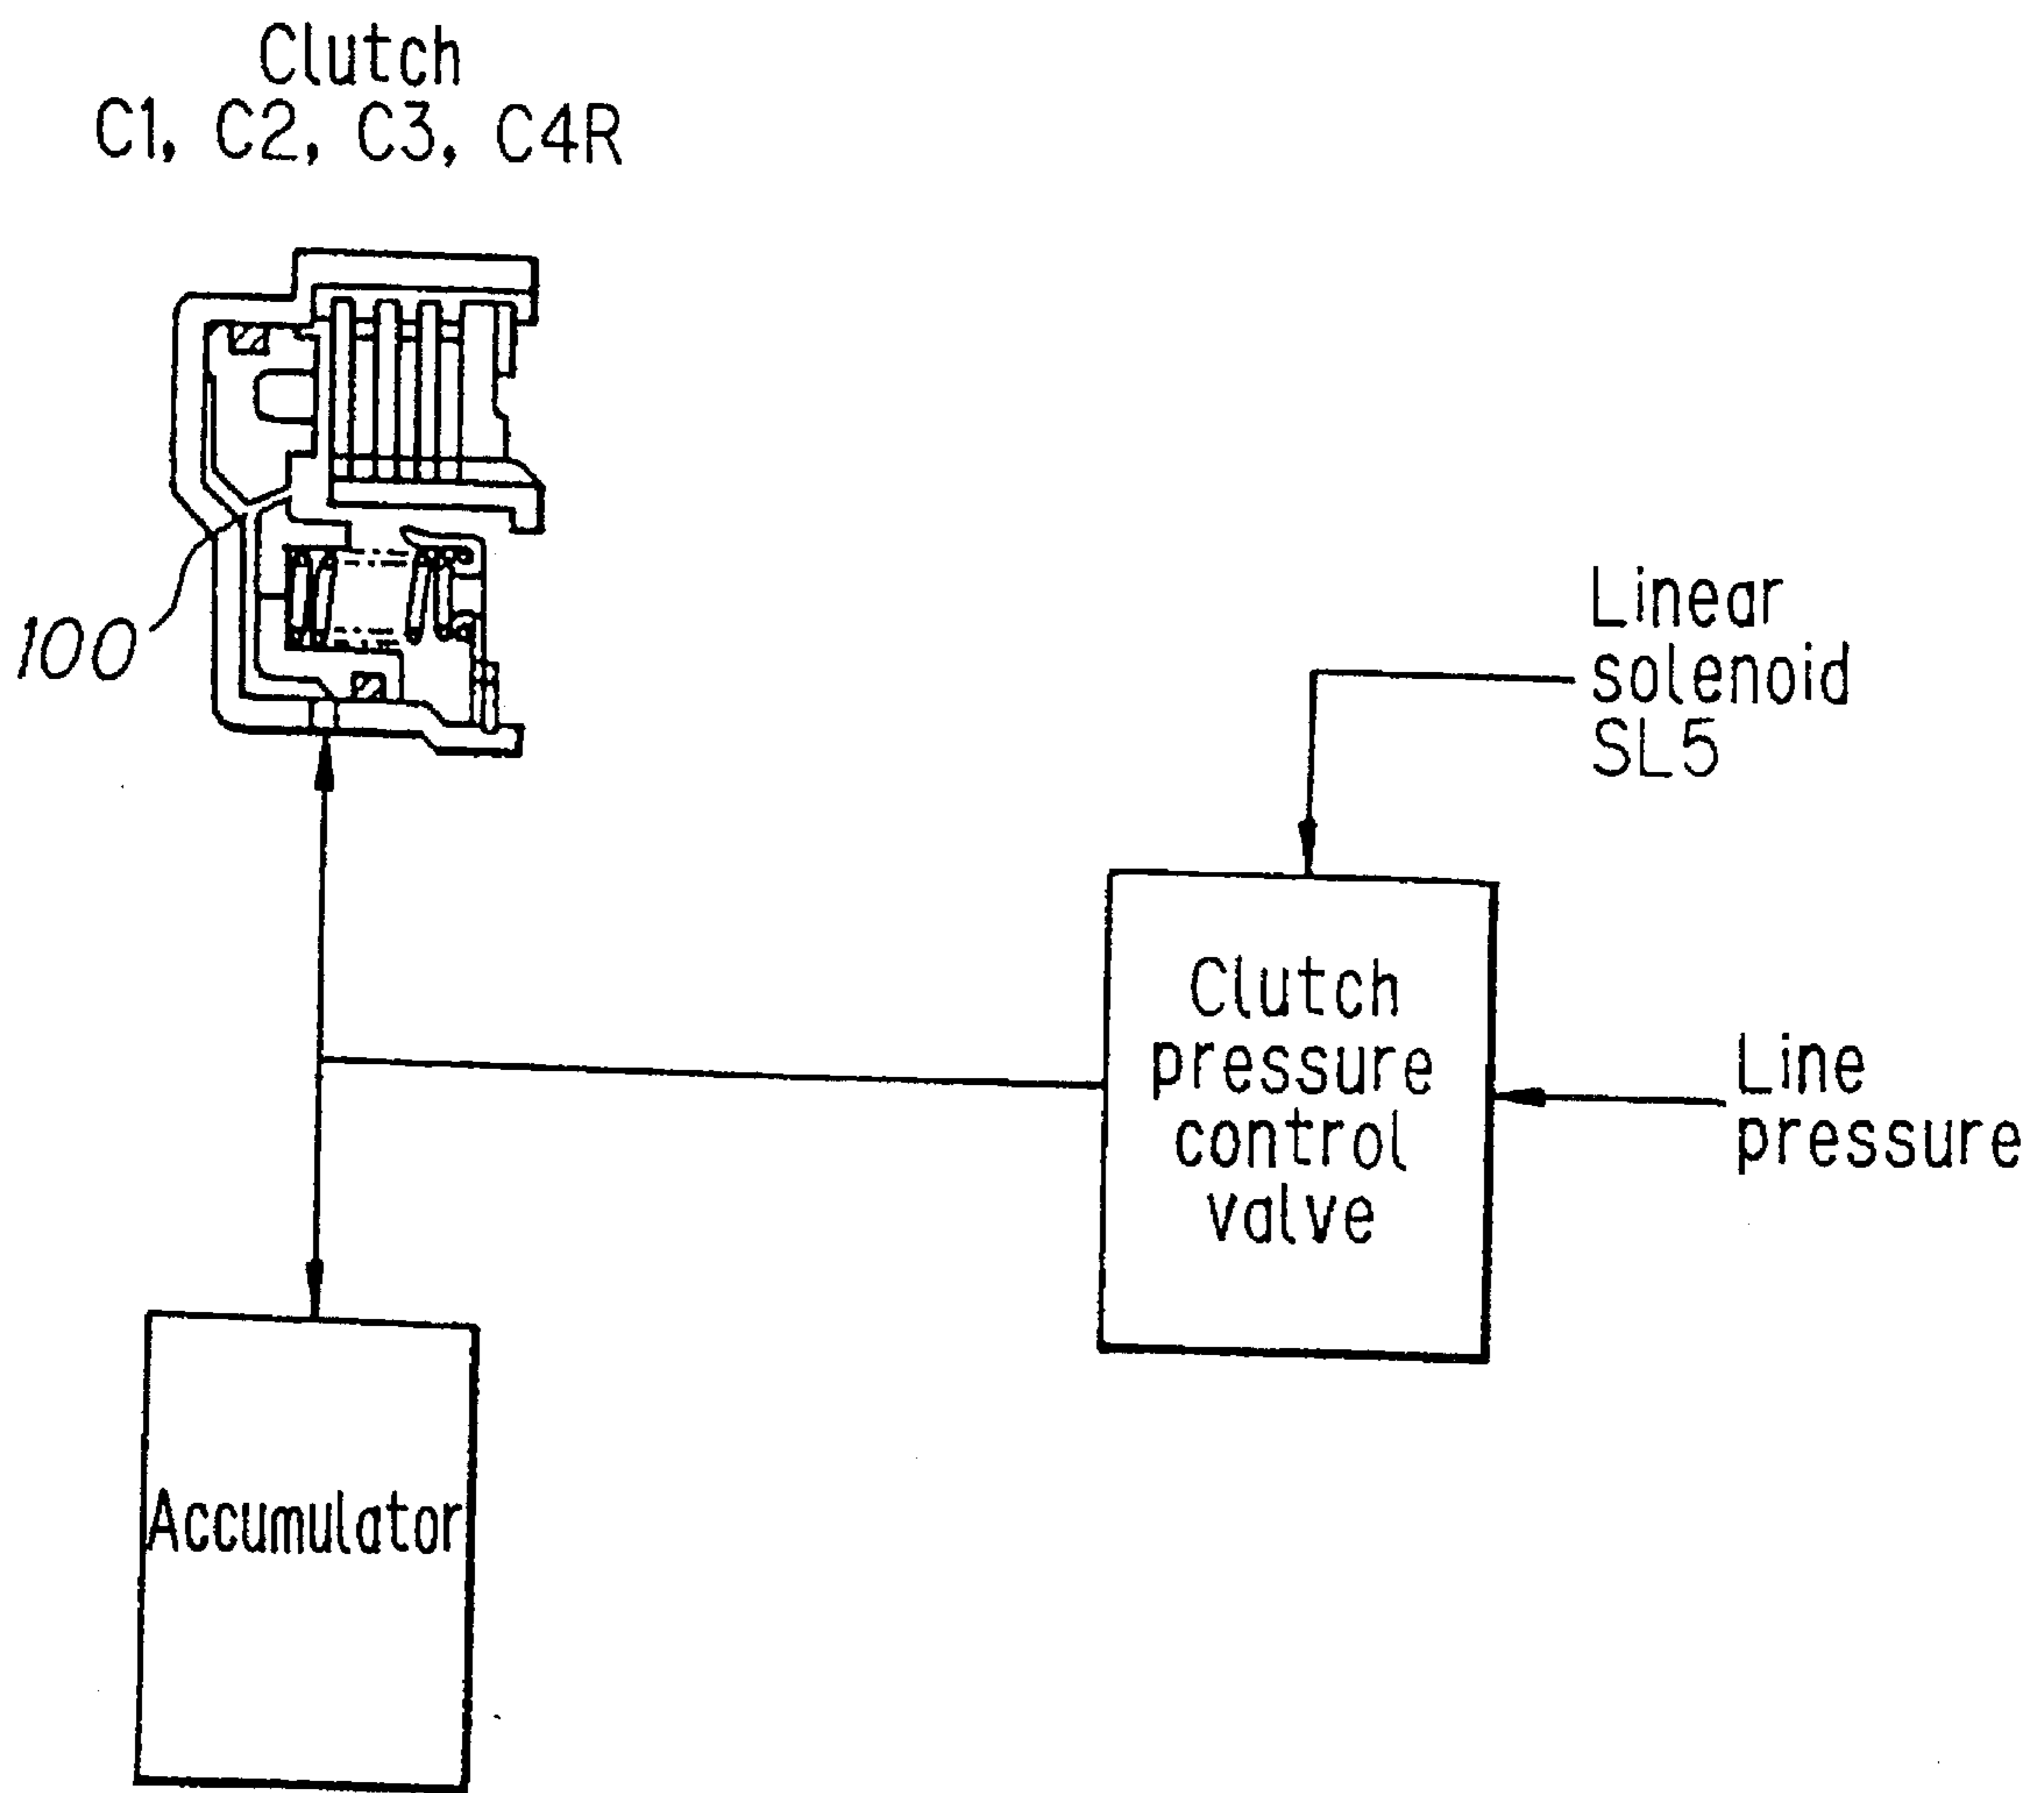 Clutch
C1, C2, C3, C4R
100
Linear
solenoid
SL5
Clutch
pressure
control
valve
Line
pressure
Accumulator